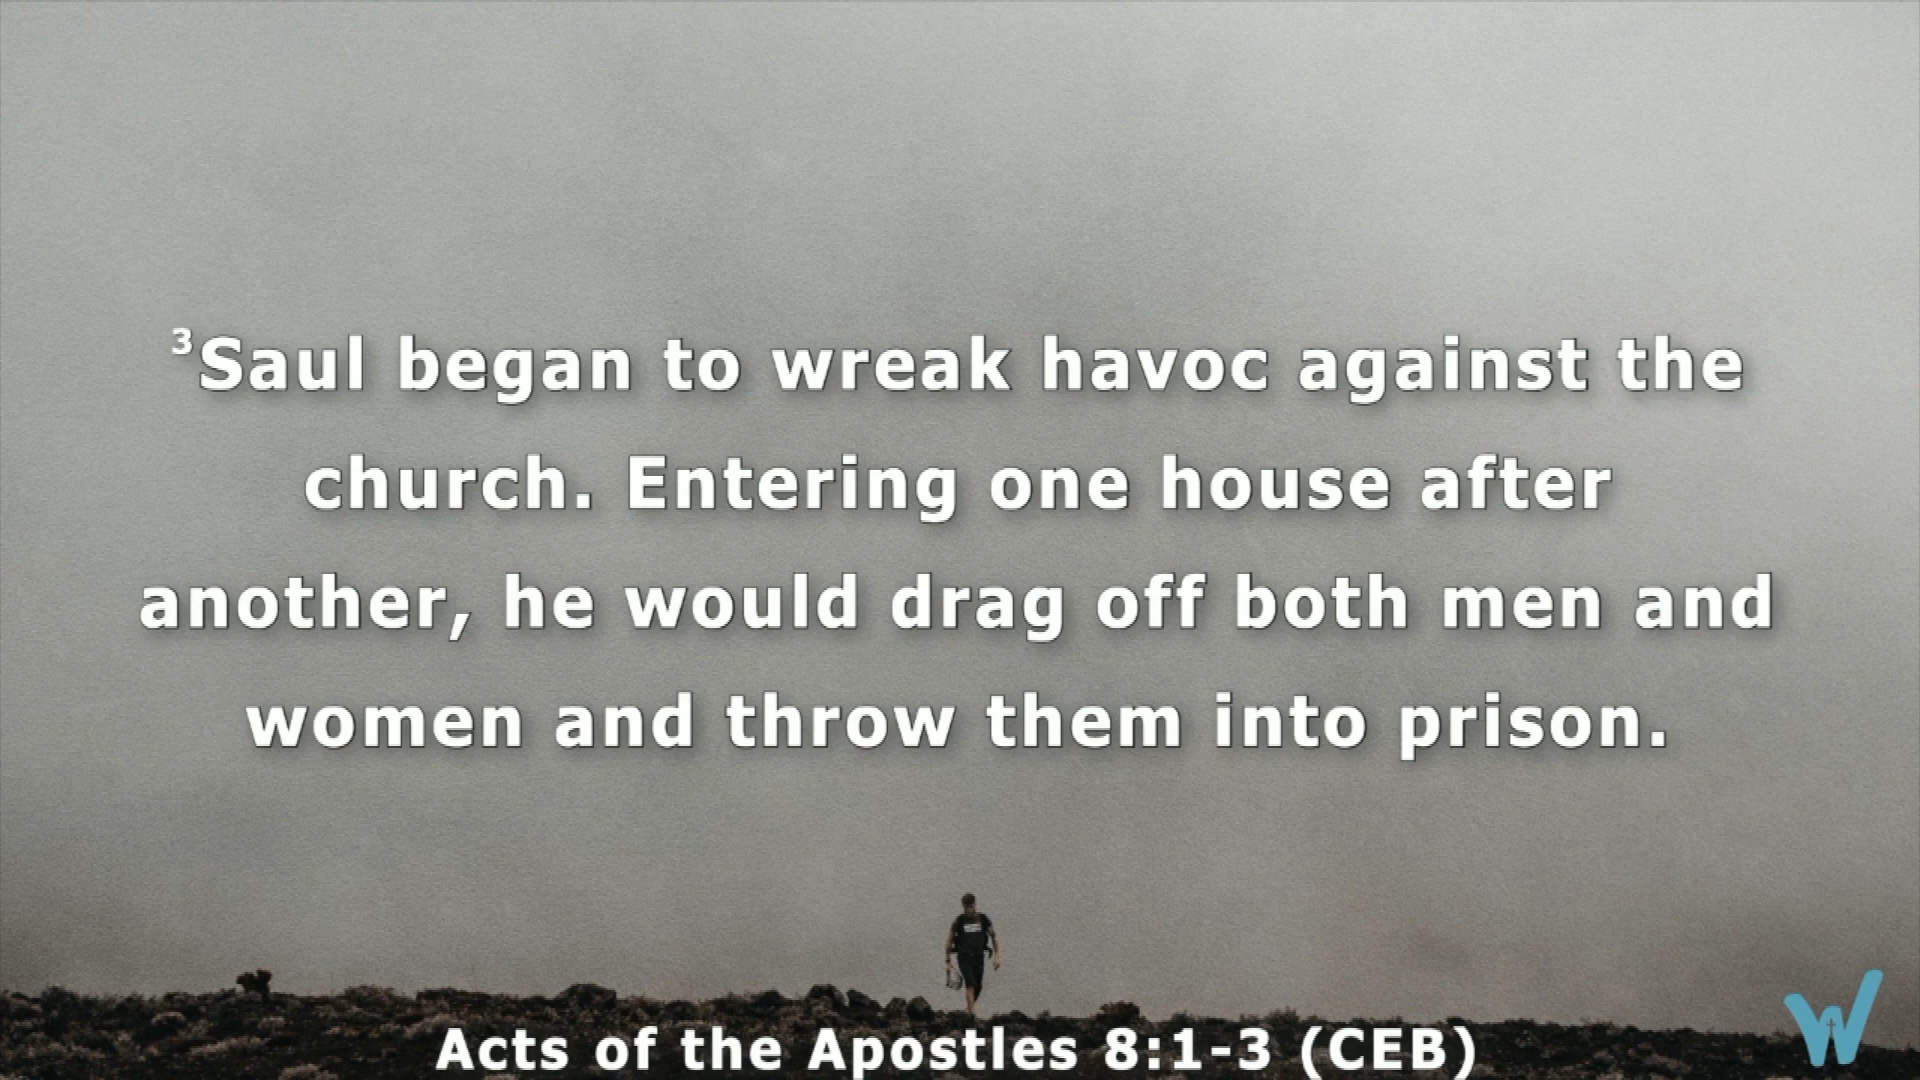 ³Saul began to wreak havoc against the
church. Entering one house after
another, he would drag off both men and
women and throw them into prison.
Acts of the Apostles 8:1-3 (CEB)
W